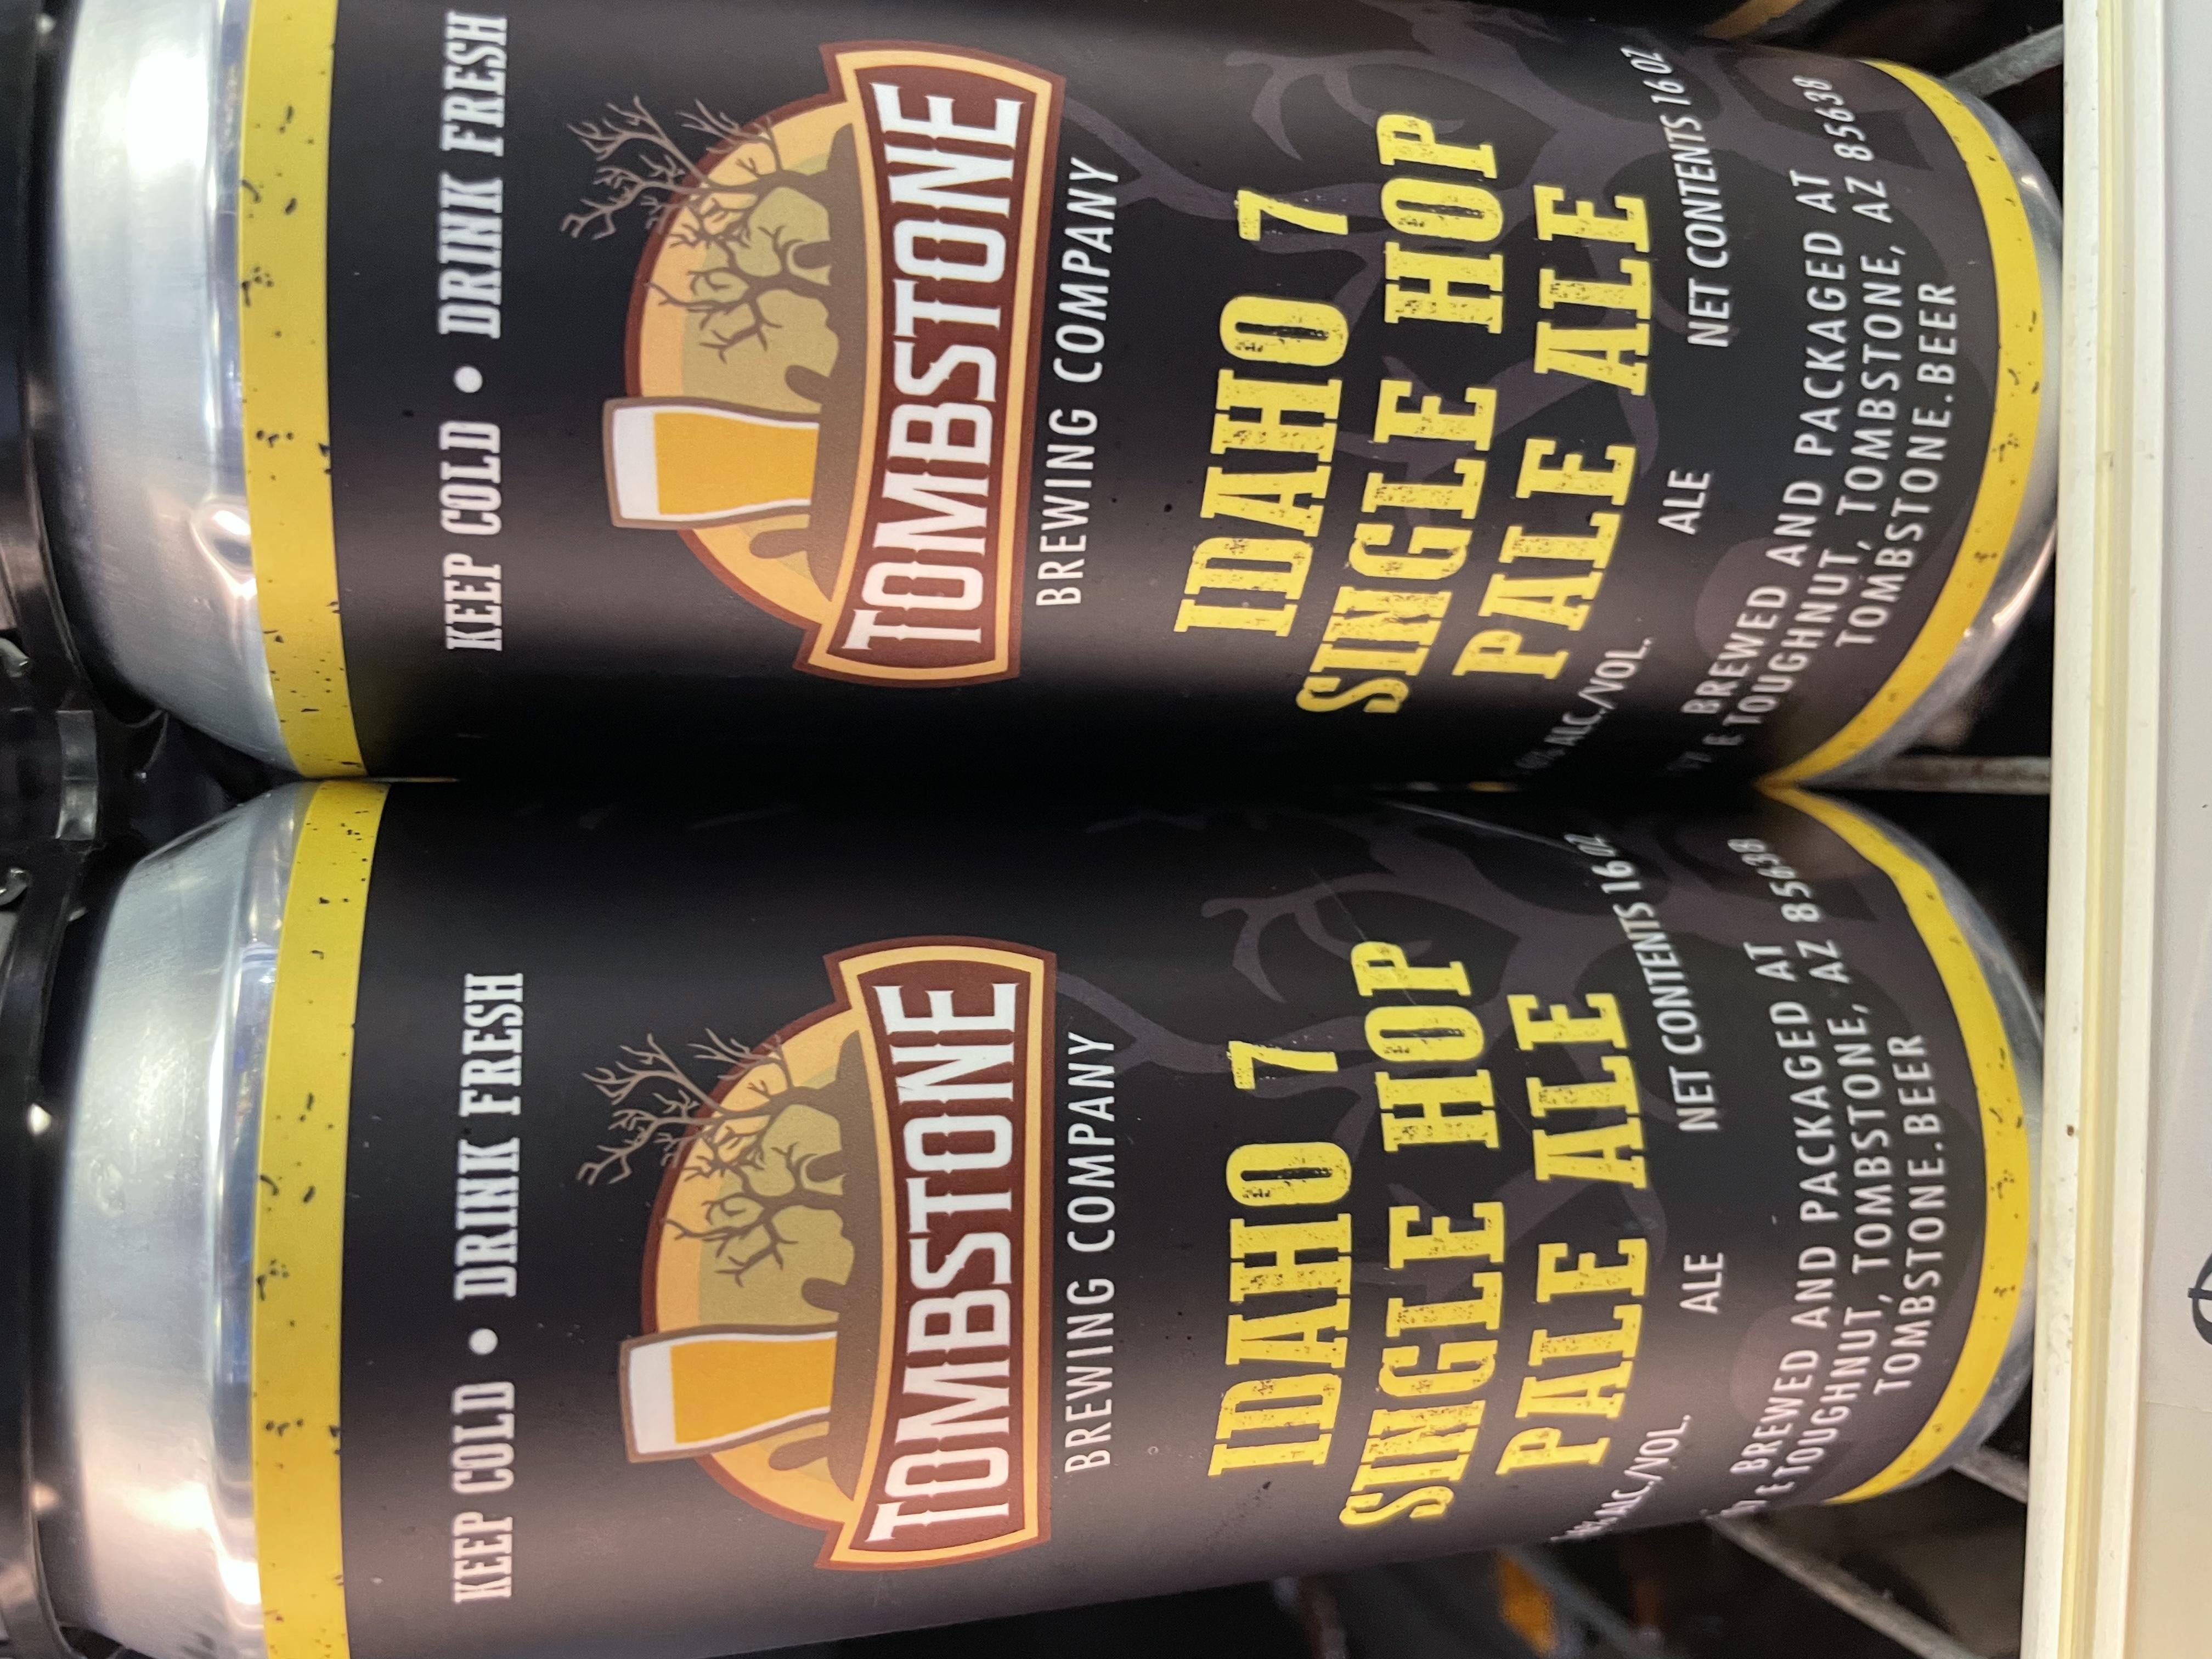 KEEP COLD • DRINK FRESH
TOMBSTONE
BREWING COMPANY
IDAHO 7
SINGLE HOP
PALE ALE
ALC./VOL.
ALE
NET CONTENTS 16 OZ
BREWED AND PACKAGED AT
E TOUGHNUT, TOMBSTONE, AZ 85638
TOMBSTONE.BEER
KEEP COLD • DRINK FRESH
TOMBSTONE
BREWING COMPANY
IDAHO 7
SINGLE HOP
PALE ALE
ALC./VOL.
ALE
NET CONTENTS 16 OZ
BREWED AND PACKAGED AT
E TOUGHNUT, TOMBSTONE, AZ 85638
TOMBSTONE.BEER